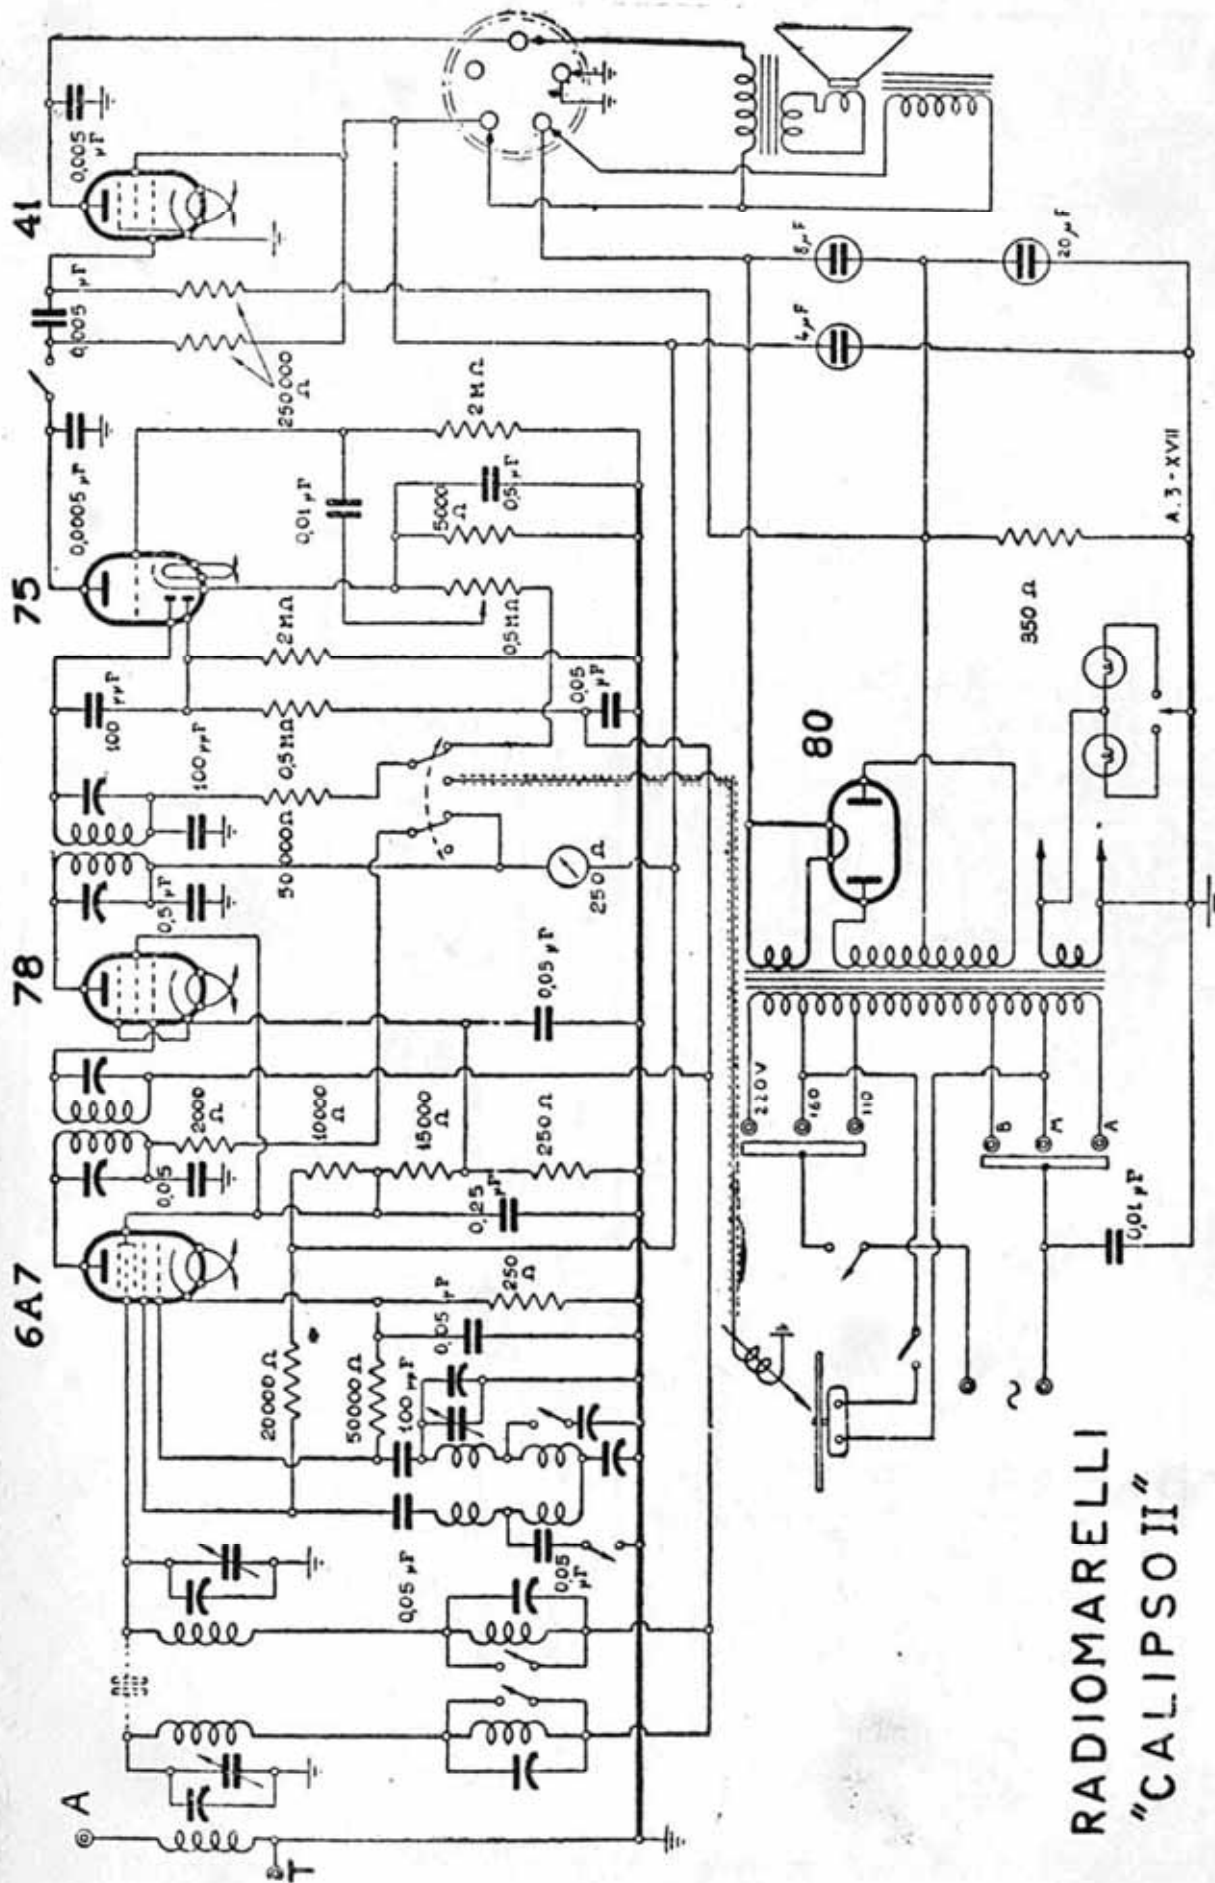 6A7
78
75
41
A
T
0,05
2000
Ω
0,5 µF
100 µµF
100 µµF
0,0005 µF
0,005
µF
0,005
µF
250000
Ω
20000 Ω
10000
Ω
15000
Ω
50000Ω
0,5 MΩ
2MΩ
0,01 µF
5000
Ω
0,5 µF
2 MΩ
0,5 MΩ
0,05
µF
50000 Ω
0,05 µF
250
Ω
0,25 µF
250 Ω
0,05 µF
250 Ω
100 µµF
0,05 µF
0,05
µF
220V
160
110
B
M
A
0,01 µF
~
80
4 µF
8 µF
20 µF
350 Ω
A.3-XVII
RADIOMARELLI
"CALIPSO II"